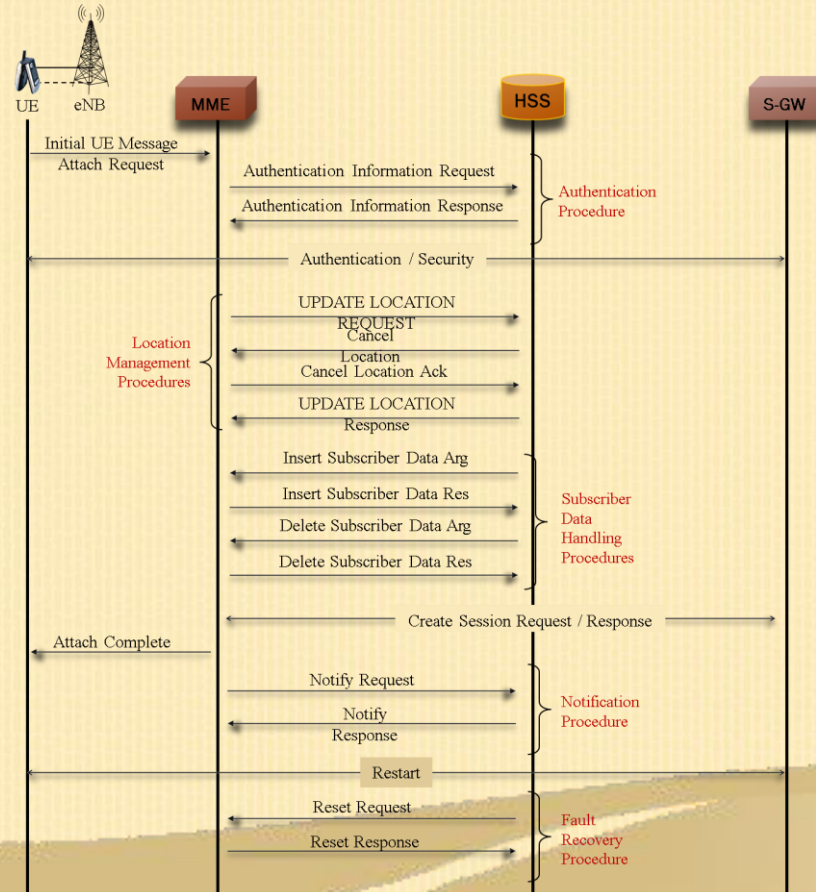 UE
eNB
MME
HSS
S-GW
Initial UE Message
Attach Request
Authentication Information Request
Authentication Information Response
Authentication
Procedure
Authentication / Security
UPDATE LOCATION
REQUEST
Cancel
Location
Cancel Location Ack
UPDATE LOCATION
Response
Location
Management
Procedures
Insert Subscriber Data Arg
Insert Subscriber Data Res
Delete Subscriber Data Arg
Delete Subscriber Data Res
Subscriber
Data
Handling
Procedures
Create Session Request / Response
Attach Complete
Notify Request
Notify
Response
Notification
Procedure
Restart
Reset Request
Reset Response
Fault
Recovery
Procedure